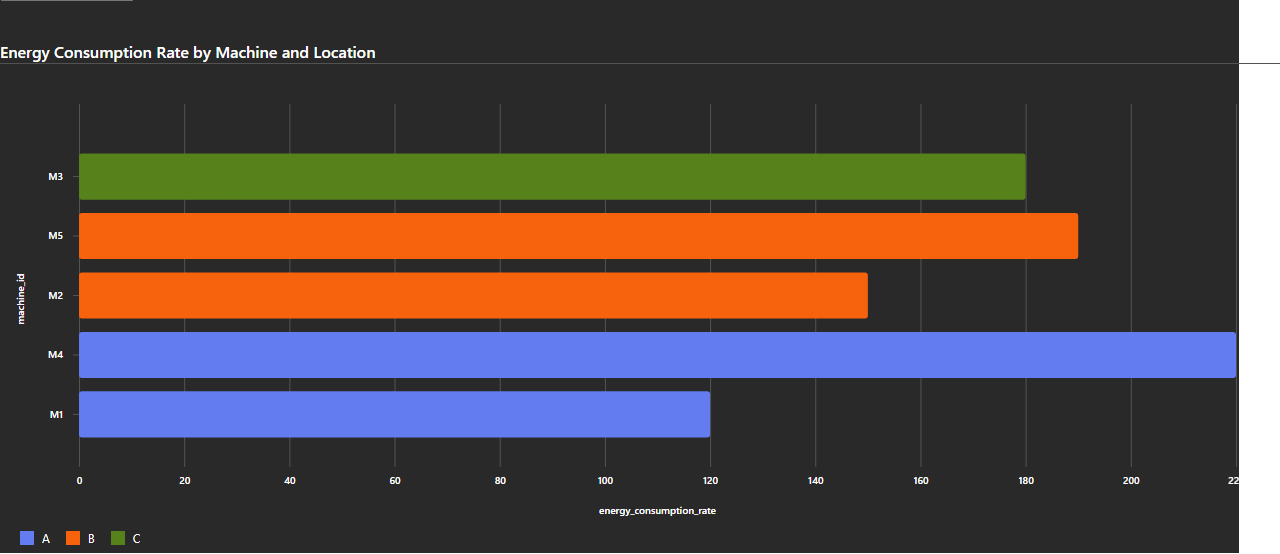 Energy Consumption Rate by Machine and Location
M3
M5
M2
M4
M1
machine_id
0 20 40 60 80 100 120 140 160 180 200 22
energy_consumption_rate
A B C